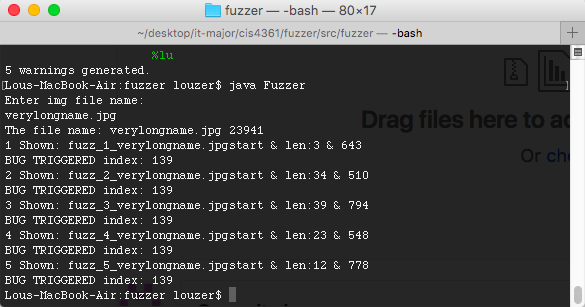 fuzzer — -bash — 80×17
~/desktop/it-major/cis4361/fuzzer/src/fuzzer — -bash
+
%lu
5 warnings generated.
[Lous-MacBook-Air:fuzzer louzer$ java Fuzzer ]
Enter img file name:
verylongname.jpg
The file name: verylongname.jpg 23941
1 Shown: fuzz_1_verylongname.jpgstart & len:3 & 643
BUG TRIGGERED index: 139
2 Shown: fuzz_2_verylongname.jpgstart & len:34 & 510
BUG TRIGGERED index: 139
3 Shown: fuzz_3_verylongname.jpgstart & len:39 & 794
BUG TRIGGERED index: 139
4 Shown: fuzz_4_verylongname.jpgstart & len:23 & 548
BUG TRIGGERED index: 139
5 Shown: fuzz_5_verylongname.jpgstart & len:12 & 778
BUG TRIGGERED index: 139
Lous-MacBook-Air:fuzzer louzer$
Drag files here to
Or